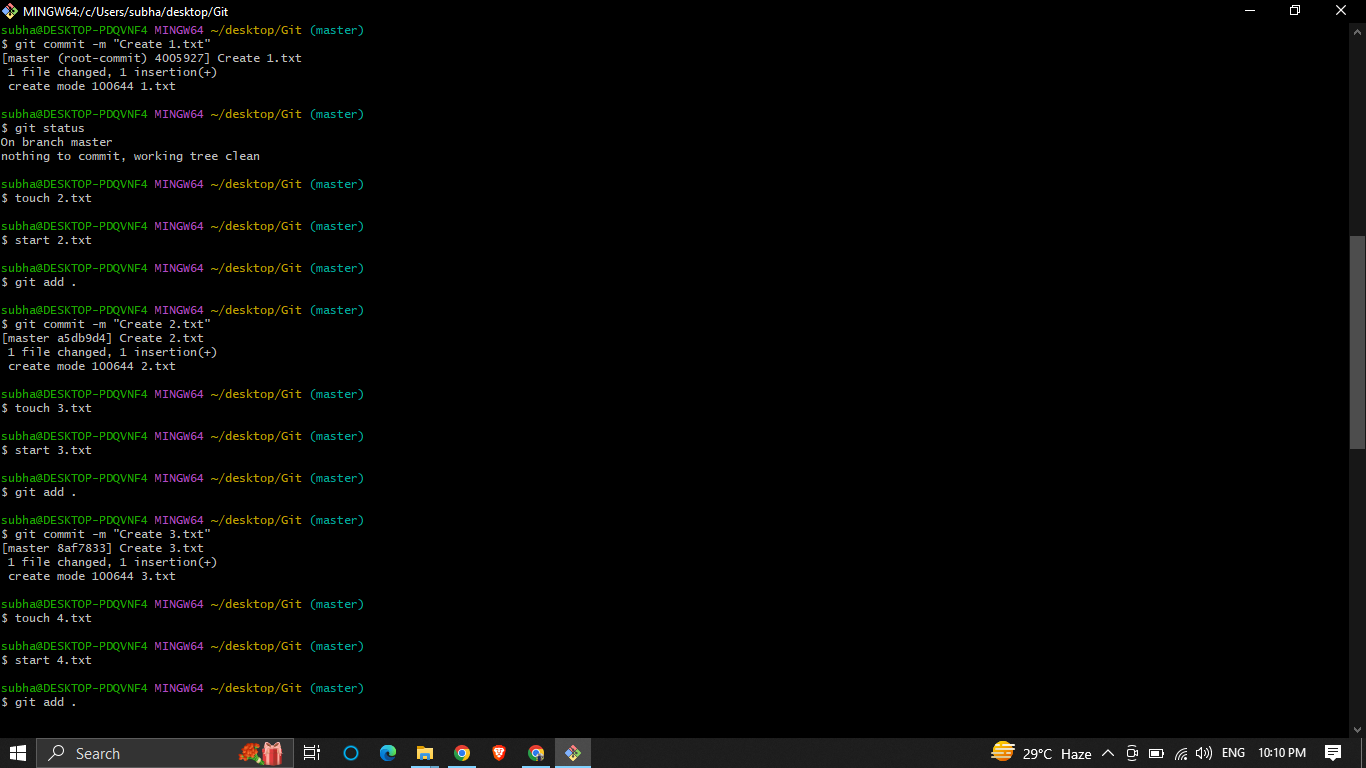 MINGW64:/c/Users/subha/desktop/Git
subha@DESKTOP-PDQVNF4 MINGW64 ~/desktop/Git (master)
$ git commit -m "Create 1.txt"
[master (root-commit) 4005927] Create 1.txt
 1 file changed, 1 insertion(+)
 create mode 100644 1.txt

subha@DESKTOP-PDQVNF4 MINGW64 ~/desktop/Git (master)
$ git status
On branch master
nothing to commit, working tree clean

subha@DESKTOP-PDQVNF4 MINGW64 ~/desktop/Git (master)
$ touch 2.txt

subha@DESKTOP-PDQVNF4 MINGW64 ~/desktop/Git (master)
$ start 2.txt

subha@DESKTOP-PDQVNF4 MINGW64 ~/desktop/Git (master)
$ git add .

subha@DESKTOP-PDQVNF4 MINGW64 ~/desktop/Git (master)
$ git commit -m "Create 2.txt"
[master a5db9d4] Create 2.txt
 1 file changed, 1 insertion(+)
 create mode 100644 2.txt

subha@DESKTOP-PDQVNF4 MINGW64 ~/desktop/Git (master)
$ touch 3.txt

subha@DESKTOP-PDQVNF4 MINGW64 ~/desktop/Git (master)
$ start 3.txt

subha@DESKTOP-PDQVNF4 MINGW64 ~/desktop/Git (master)
$ git add .

subha@DESKTOP-PDQVNF4 MINGW64 ~/desktop/Git (master)
$ git commit -m "Create 3.txt"
[master 8af7833] Create 3.txt
 1 file changed, 1 insertion(+)
 create mode 100644 3.txt

subha@DESKTOP-PDQVNF4 MINGW64 ~/desktop/Git (master)
$ touch 4.txt

subha@DESKTOP-PDQVNF4 MINGW64 ~/desktop/Git (master)
$ start 4.txt

subha@DESKTOP-PDQVNF4 MINGW64 ~/desktop/Git (master)
$ git add .
Search
29°C Haze
ENG
10:10 PM